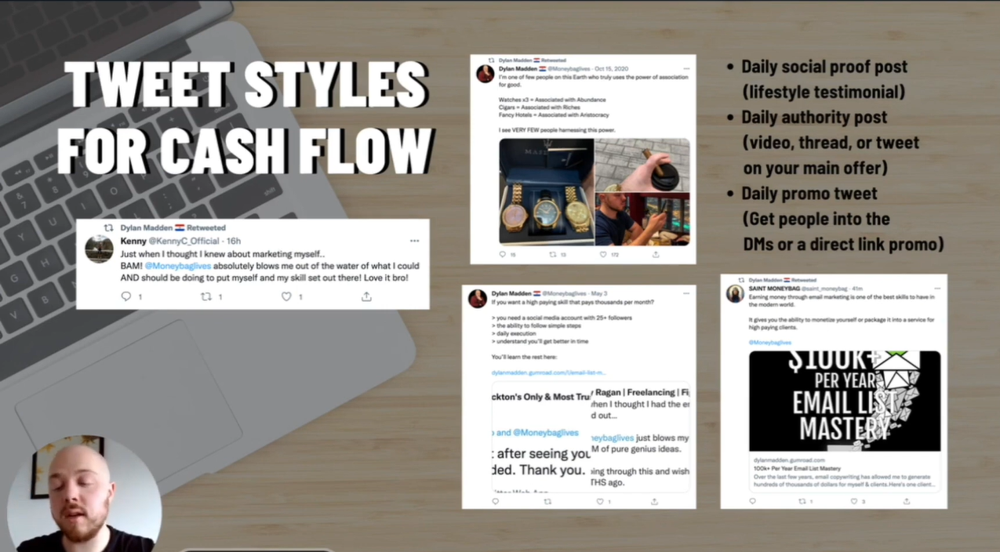 TWEET STYLES
FOR CASH FLOW
Dylan Madden Retweeted
Kenny @KennyC_Official · 16h
Just when I thought I knew about marketing myself..
BAM! @Moneybaglives absolutely blows me out of the water of what I could
AND should be doing to put myself and my skill set out there! Love it bro!
1 1 1
Dylan Madden Retweeted
Dylan Madden @Moneybaglives · Oct 15, 2020
I'm one of few people on this Earth who truly uses the power of association
for good.
Watches x3 = Associated with Abundance
Cigars = Associated with Riches
Fancy Hotels = Associated with Aristocracy
I see VERY FEW people harnessing this power.
15 13 172
Dylan Madden @Moneybaglives · May 3
If you want a high paying skill that pays thousands per month?
> you need a social media account with 25+ followers
> the ability to follow simple steps
> daily execution
> understand you'll get better in time
You'll learn the rest here:
dylanmadden.gumroad.com/l/email-list-m...
ckton's Only & Most Tru
and @Moneybaglives
after seeing you
ded. Thank you.
Ragan | Freelancing | Fi
hen I thought I had the er
d out...
neybaglives just blows my
M of pure genius ideas.
ing through this and wish
THS ago.
1
• Daily social proof post
(lifestyle testimonial)
• Daily authority post
(video, thread, or tweet
on your main offer)
• Daily promo tweet
(Get people into the
DMs or a direct link promo)
Dylan Madden Retweeted
SAINT MONEYBAG @saint_moneybag · 41m
Earning money through email marketing is one of the best skills to have in
the modern world.
It gives you the ability to monetize yourself or package it into a service for
high paying clients.
@Moneybaglives
$100K+
PER YEAR
EMAIL LIST
MASTERY
dylanmadden.gumroad.com
100k+ Per Year Email List Mastery
Over the last few years, email copywriting has allowed me to generate
hundreds of thousands of dollars for myself & clients.Here's one client...
1 3